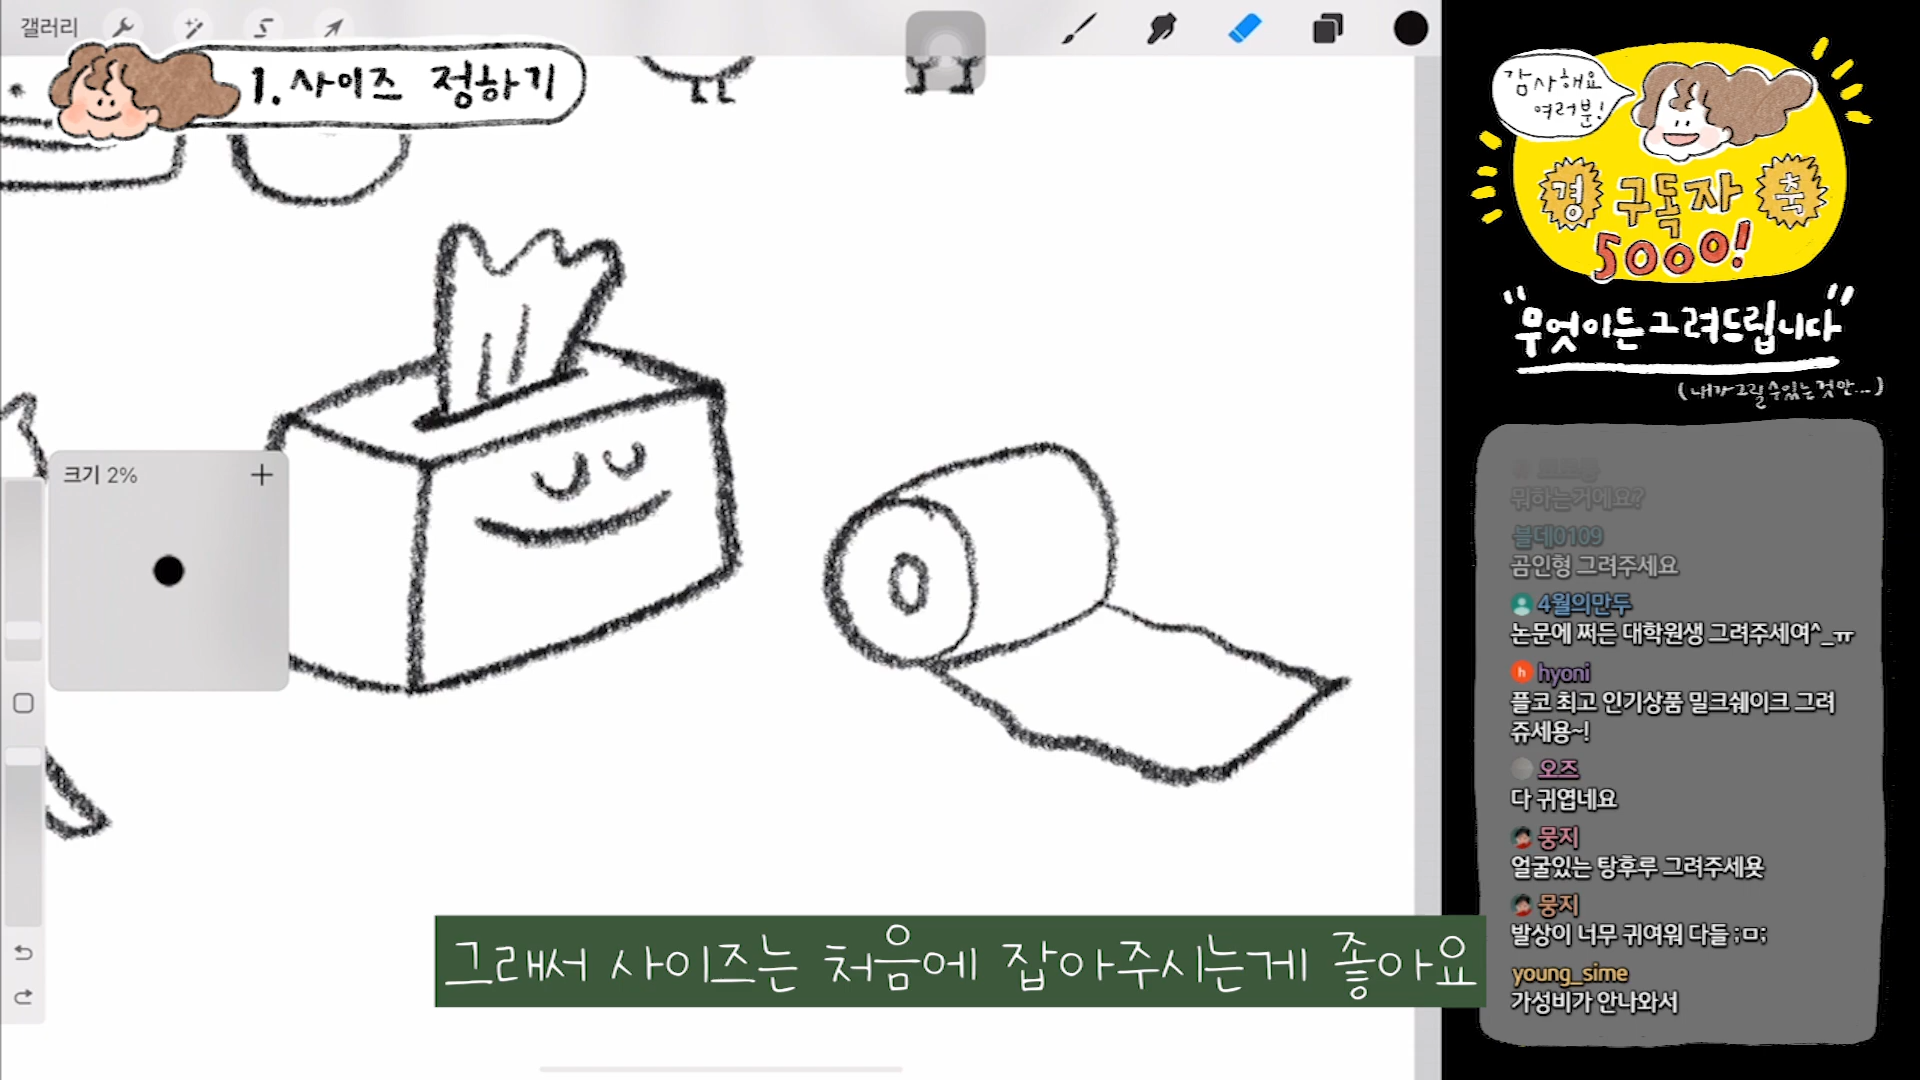 갤러리
1. 사이즈 정하기
크기 2%
감사해요
여러분!
경 구독자 축
5000!
"무엇이든그려드립니다"
(내가그릴수있는것만...)
뭐하는거에요?
블데0109
곰인형 그려주세요
4월의만두
논문에 쩌든 대학원생 그려주세여^_ㅠ
h hyoni
플코 최고 인기상품 밀크쉐이크 그려
쥬세용~!
오즈
다 귀엽네요
뭉지
얼굴있는 탕후루 그려주세욧
뭉지
발상이 너무 귀여워 다들 ;ㅁ;
young_sime
가성비가 안나와서
그래서 사이즈는 처음에 잡아주시는게 좋아요